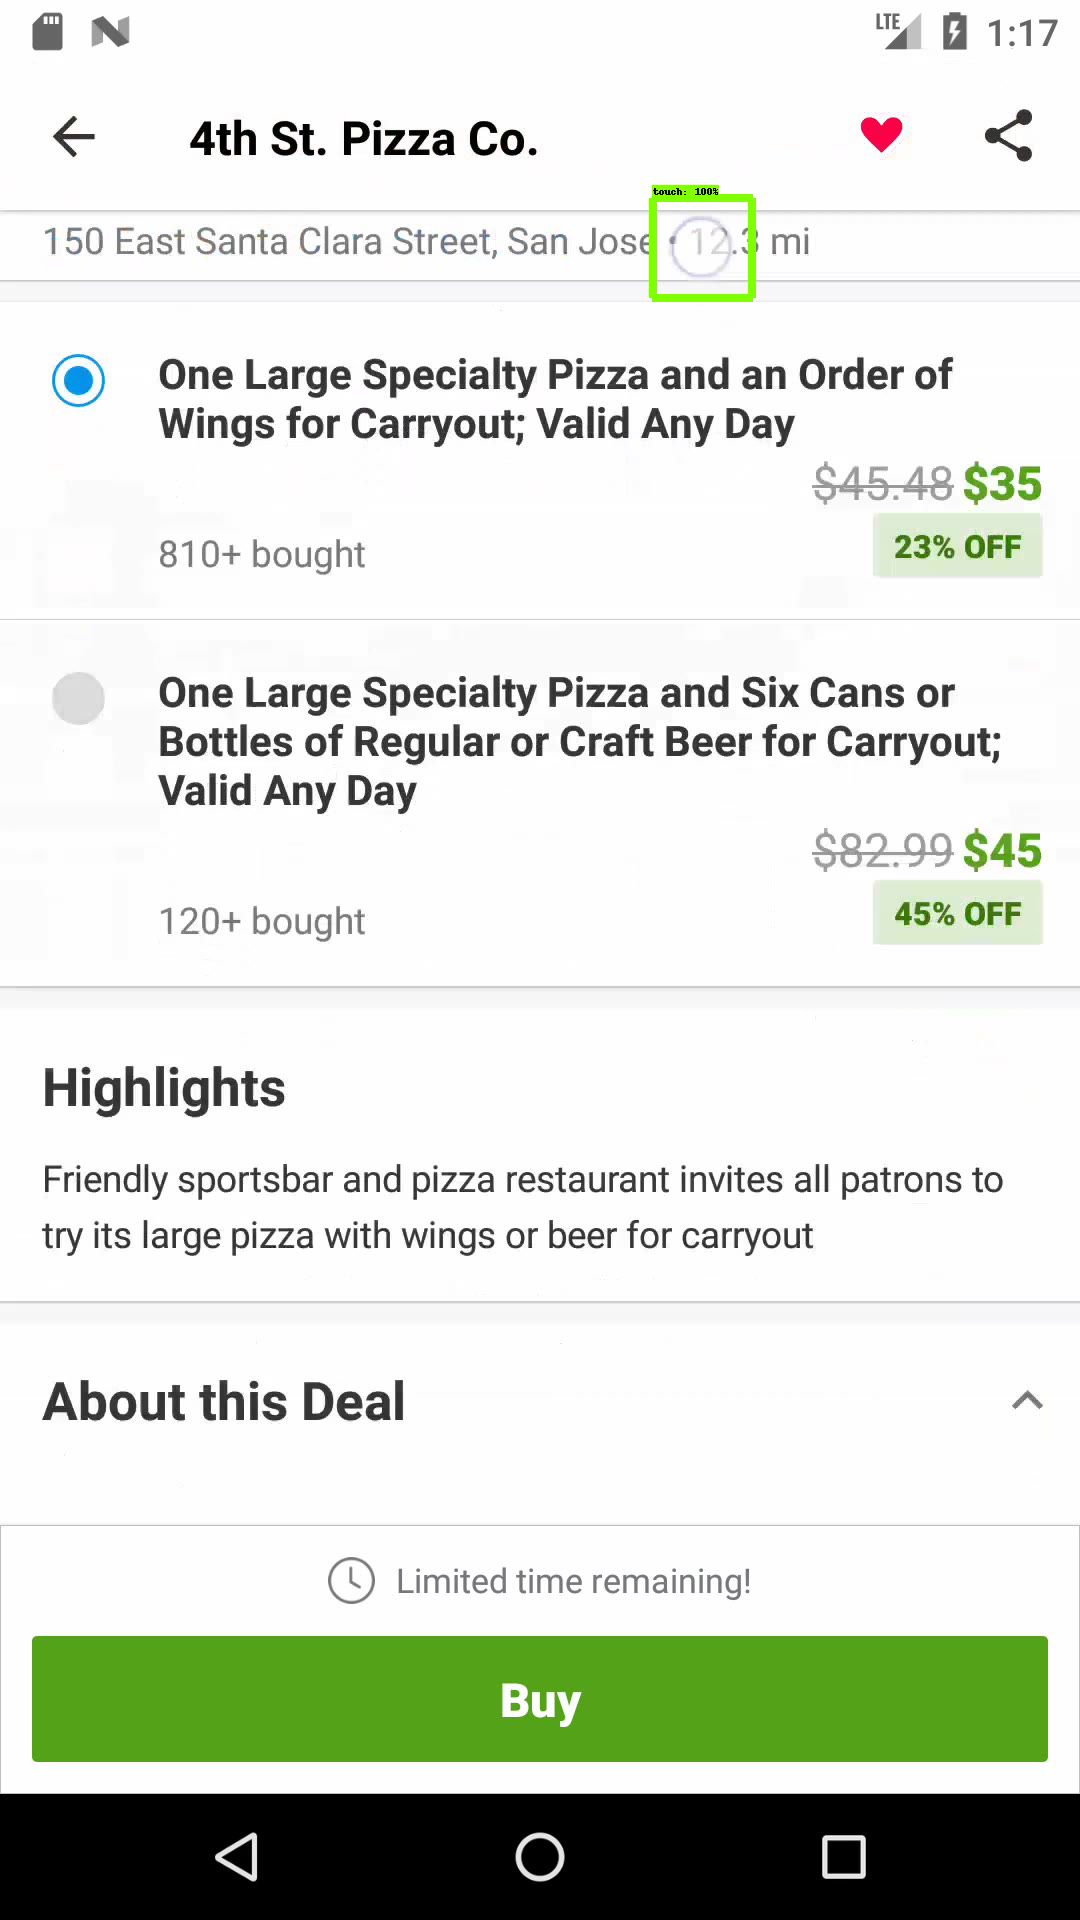 LTE 1:17
4th St. Pizza Co.
touch: 100%
150 East Santa Clara Street, San Jose • 12.3 mi
One Large Specialty Pizza and an Order of
Wings for Carryout; Valid Any Day
$45.48 $35
810+ bought
23% OFF
One Large Specialty Pizza and Six Cans or
Bottles of Regular or Craft Beer for Carryout;
Valid Any Day
$82.99 $45
120+ bought
45% OFF
Highlights
Friendly sportsbar and pizza restaurant invites all patrons to
try its large pizza with wings or beer for carryout
About this Deal
Limited time remaining!
Buy